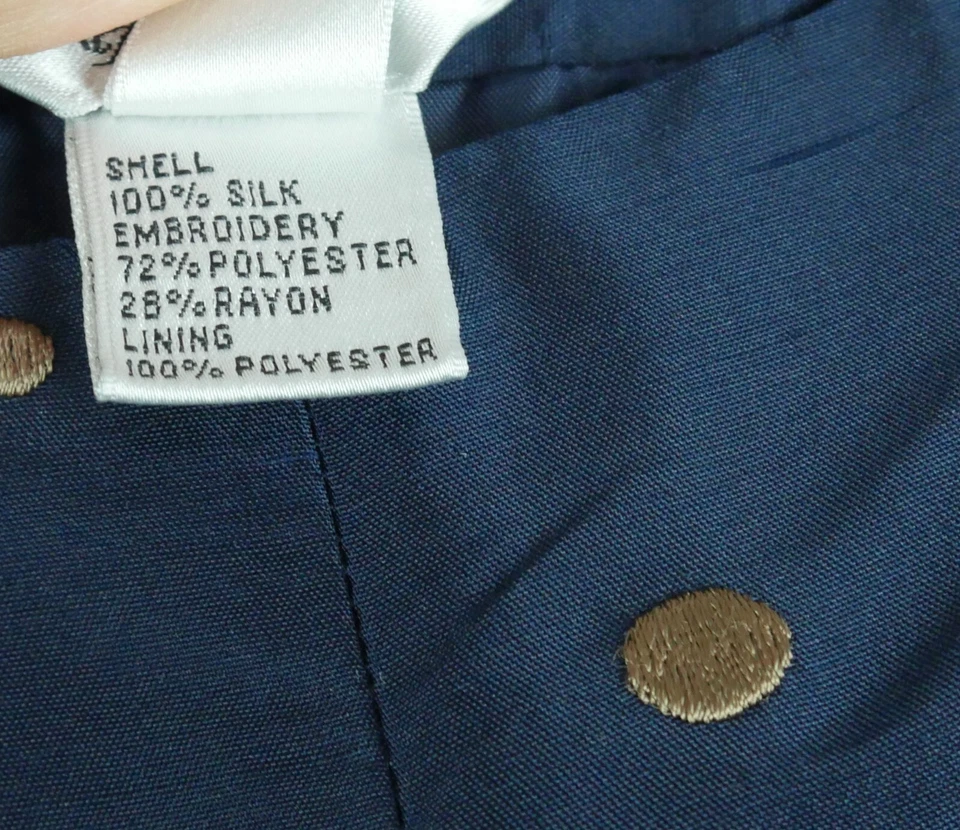 SHELL
100% SILK
EMBROIDERY
72% POLYESTER
28% RAYON
LINING
100% POLYESTER